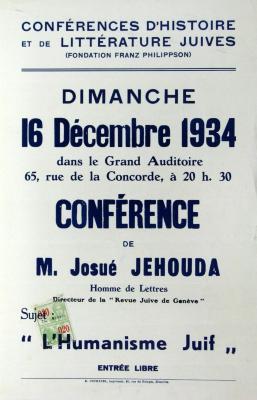 CONFÉRENCES D'HISTOIRE
ET DE LITTÉRATURE JUIVES
(FONDATION FRANZ PHILIPPSON)
DIMANCHE
16 Décembre 1934
dans le Grand Auditoire
65, rue de la Concorde, à 20 h. 30
CONFÉRENCE
DE
M. Josué JEHOUDA
Homme de Lettres
Directeur de la "Revue Juive de Genève"
Sujet
" L'Humanisme Juif „
ENTRÉE LIBRE